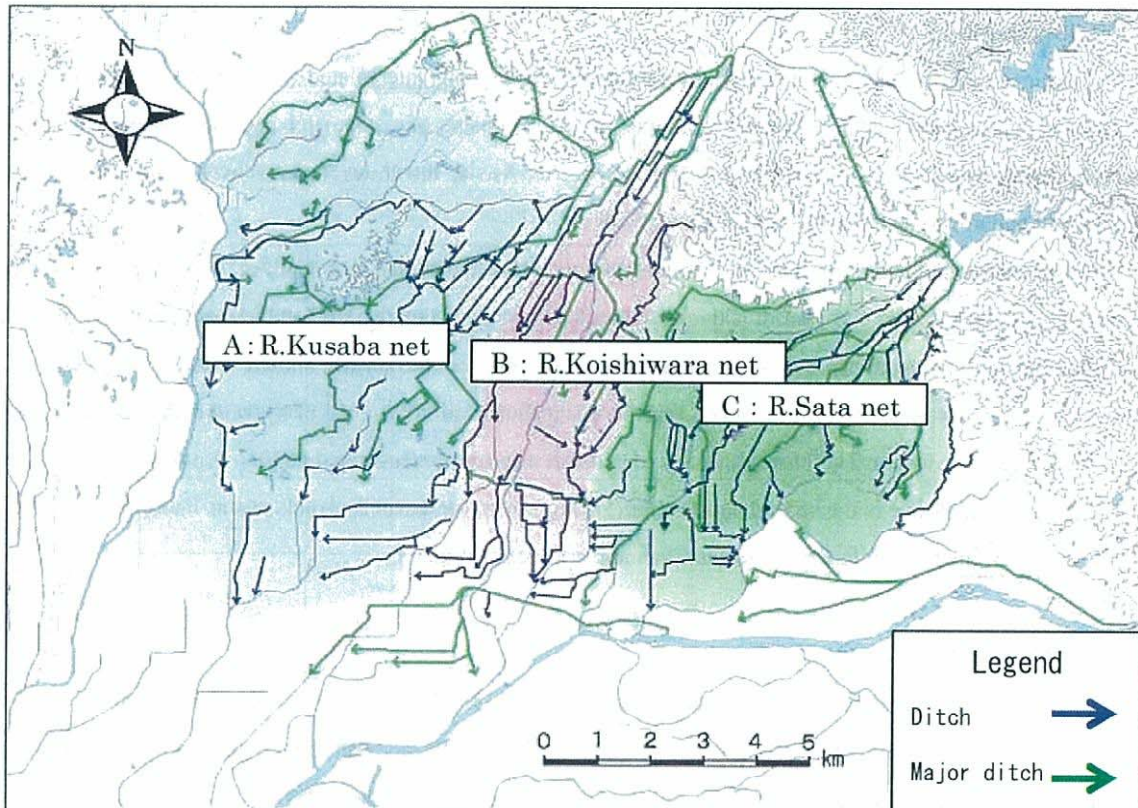 N
A : R.Kusaba net
B : R.Koishiwara net
C : R.Sata net
0 1 2 3 4 5
km
Legend
Ditch
Major ditch